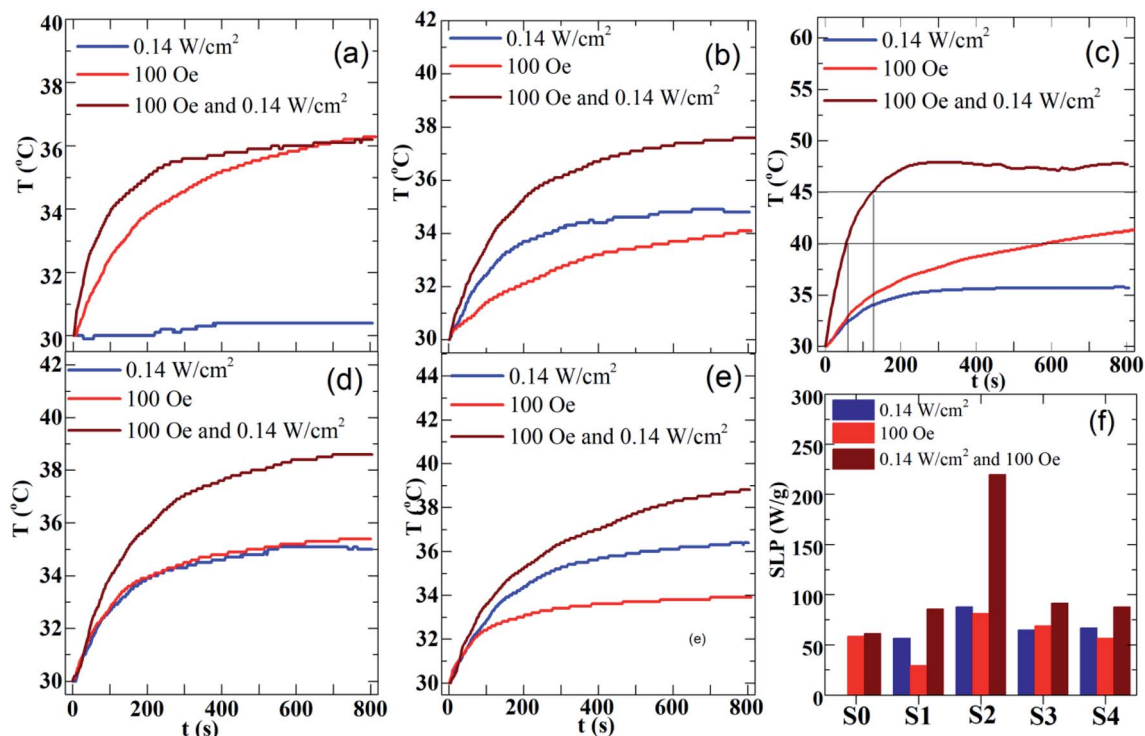 40
38
36
34
32
30
T (°C)
0.14 W/cm²
100 Oe
100 Oe and 0.14 W/cm²
(a)
42
40
38
36
34
32
30
T (°C)
0.14 W/cm²
100 Oe
100 Oe and 0.14 W/cm²
(b)
60
55
50
45
40
35
30
T (°C)
0.14 W/cm²
100 Oe
100 Oe and 0.14 W/cm²
(c)
0 200 400 600 800
t (s)
42
40
38
36
34
32
30
T (°C)
0.14 W/cm²
100 Oe
100 Oe and 0.14 W/cm²
(d)
0 200 400 600 800
t (s)
44
42
40
38
36
34
32
30
T (°C)
0.14 W/cm²
100 Oe
100 Oe and 0.14 W/cm²
(e)
(e)
0 200 400 600 800
t (s)
300
250
200
150
100
50
0
SLP (W/g)
0.14 W/cm²
100 Oe
0.14 W/cm² and 100 Oe
(f)
S0 S1 S2 S3 S4